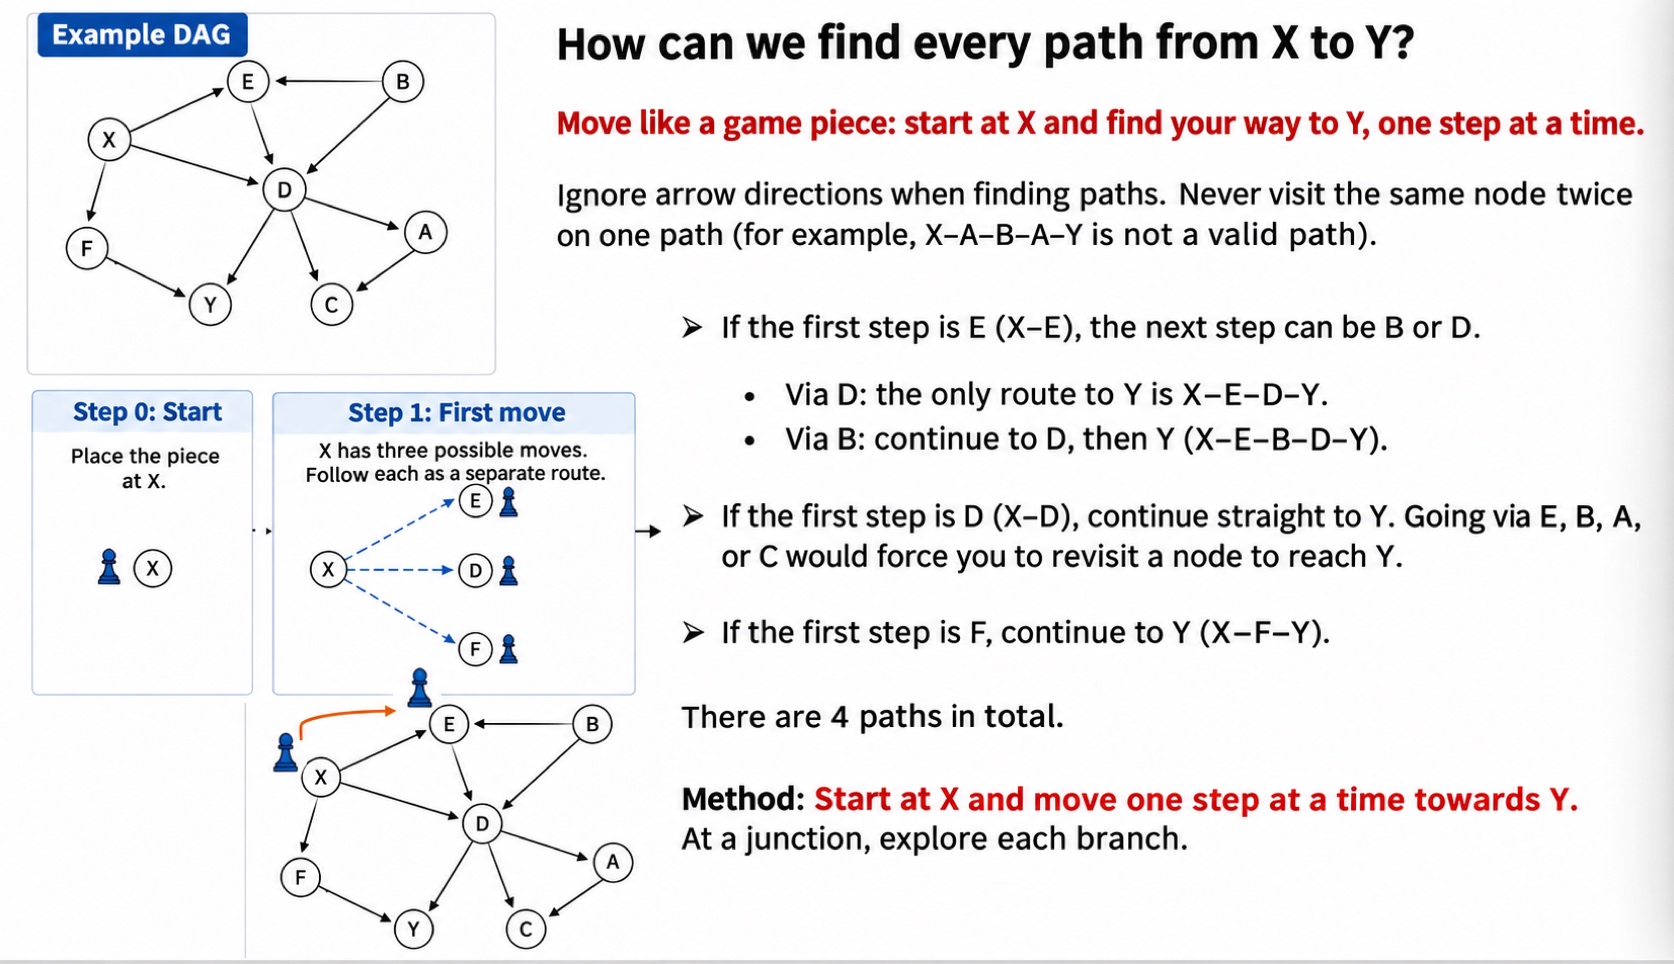 Example DAG
E
B
X
D
A
F
Y
C
How can we find every path from X to Y?
Move like a game piece: start at X and find your way to Y, one step at a time.
Ignore arrow directions when finding paths. Never visit the same node twice
on one path (for example, X–A–B–A–Y is not a valid path).
➢ If the first step is E (X–E), the next step can be B or D.
• Via D: the only route to Y is X–E–D–Y.
• Via B: continue to D, then Y (X–E–B–D–Y).
➢ If the first step is D (X–D), continue straight to Y. Going via E, B, A,
or C would force you to revisit a node to reach Y.
➢ If the first step is F, continue to Y (X–F–Y).
There are 4 paths in total.
Method: Start at X and move one step at a time towards Y.
At a junction, explore each branch.
Step 0: Start
Place the piece
at X.
X
Step 1: First move
X has three possible moves.
Follow each as a separate route.
E
X
D
F
E
B
X
D
A
F
Y
C